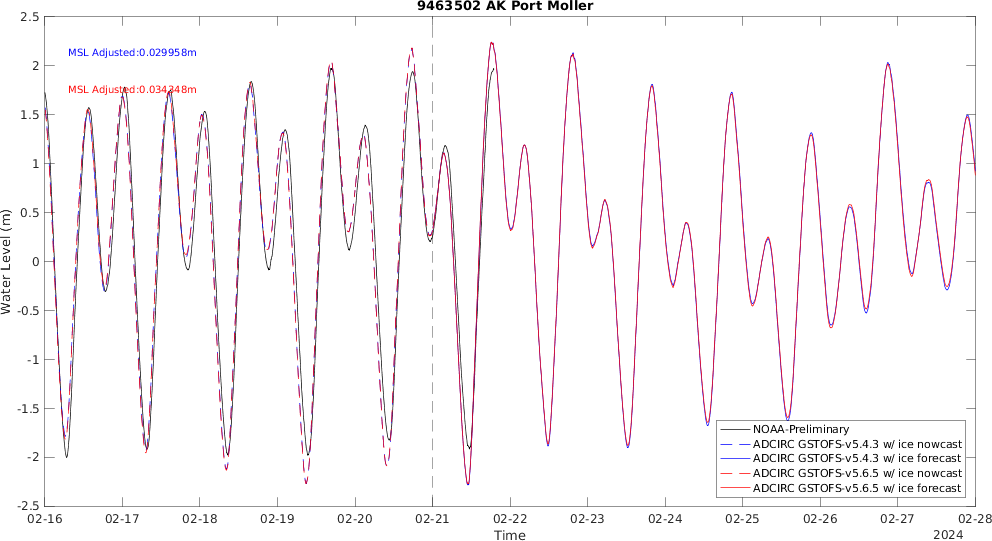 9463502 AK Port Moller
MSL Adjusted:0.029958m
MSL Adjusted:0.034348m
Water Level (m)
2.5
2
1.5
1
0.5
0
-0.5
-1
-1.5
-2
-2.5
NOAA-Preliminary
ADCIRC GSTOFS-v5.4.3 w/ ice nowcast
ADCIRC GSTOFS-v5.4.3 w/ ice forecast
ADCIRC GSTOFS-v5.6.5 w/ ice nowcast
ADCIRC GSTOFS-v5.6.5 w/ ice forecast
02-16 02-17 02-18 02-19 02-20 02-21 02-22 02-23 02-24 02-25 02-26 02-27 02-28
Time
2024